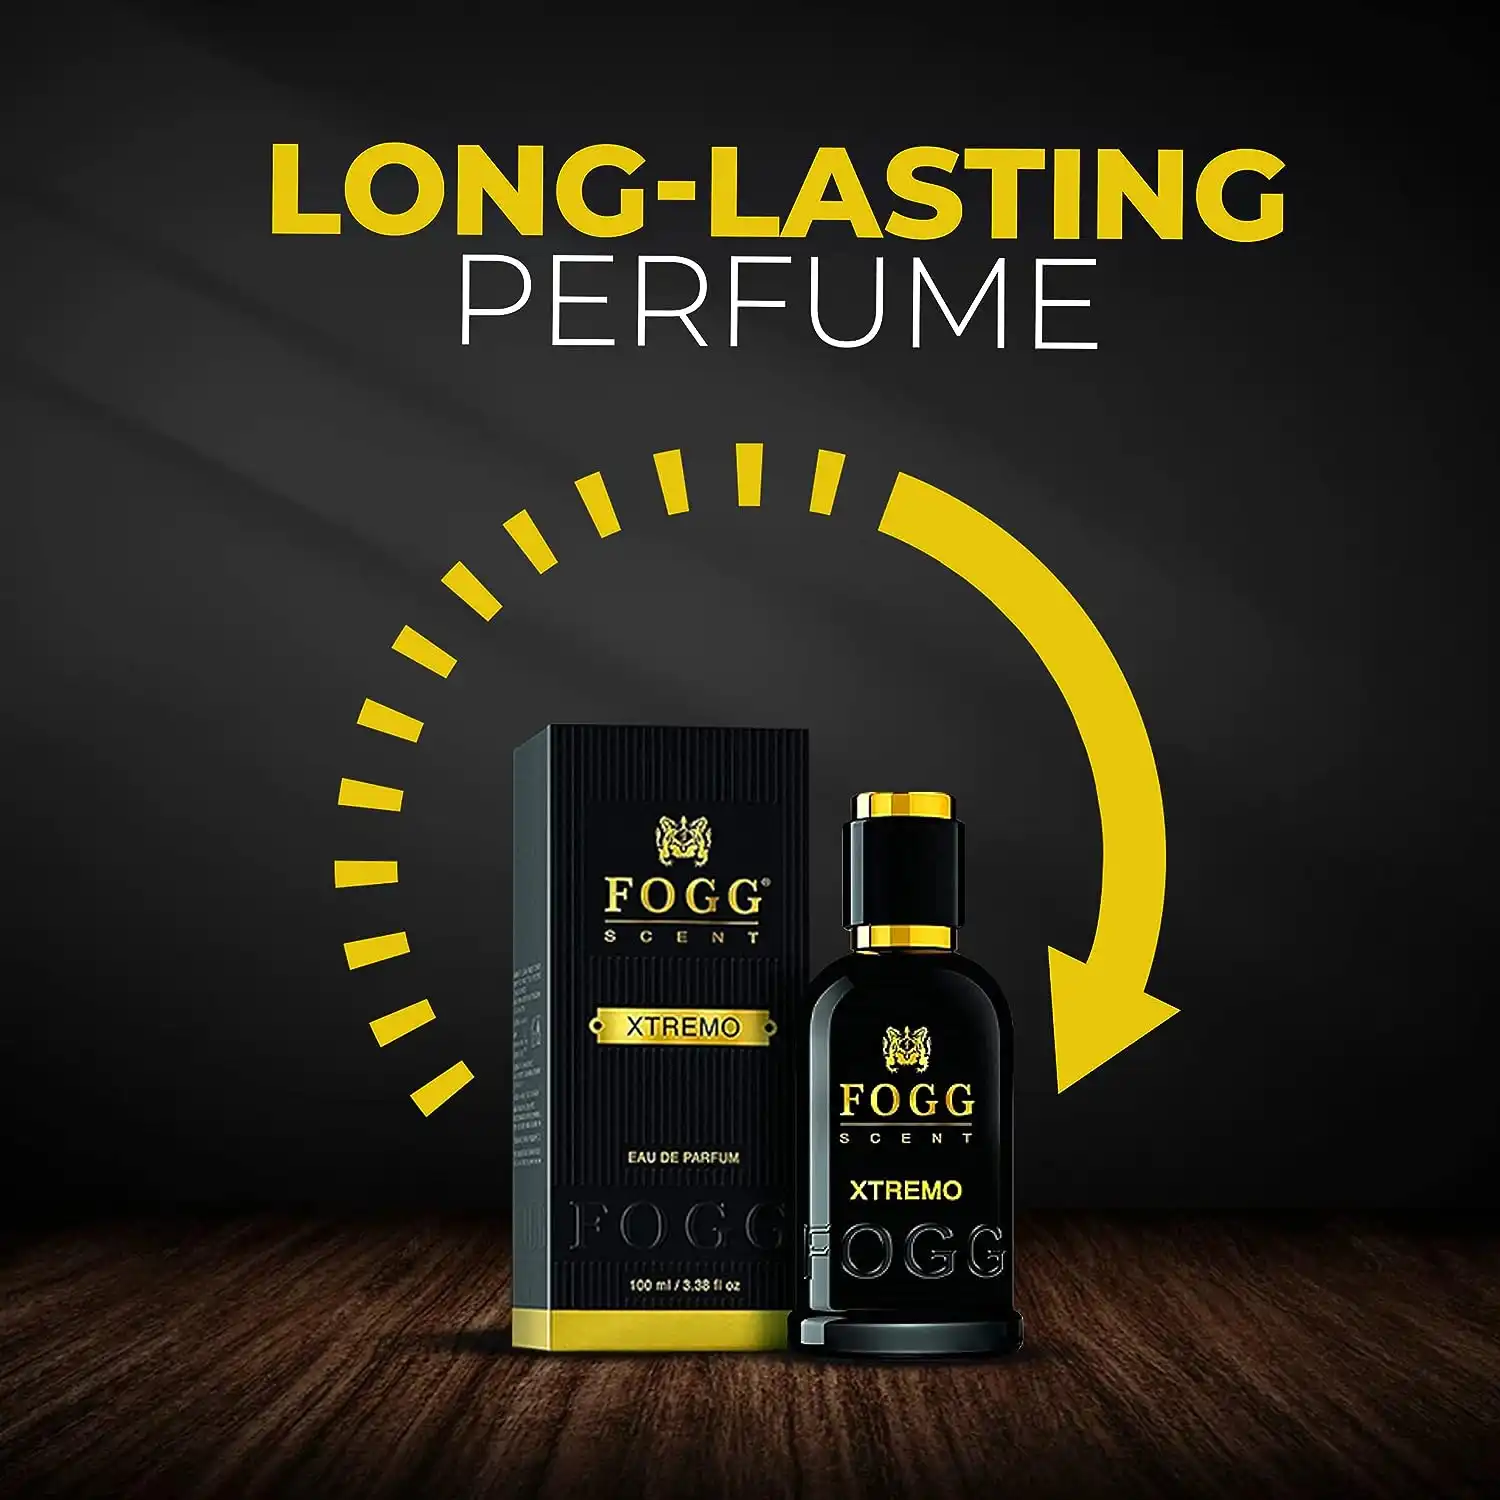 LONG-LASTING
PERFUME
FOGG®
SCENT
XTREMO
EAU DE PARFUM
FOGG
100 ml / 3.38 fl oz
FOGG
SCENT
XTREMO
FOGG